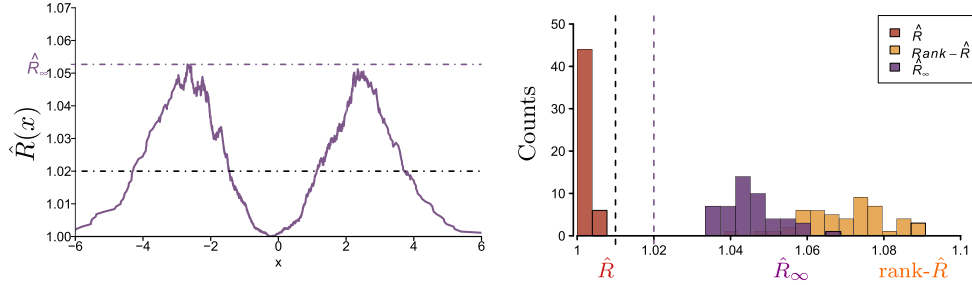 1.07
1.06
1.05
1.04
1.03
1.02
1.01
1.00
R̂∞
R̂(x)
−6 −4 −2 0 2 4 6
x
50
40
30
20
10
0
Counts
R̂
Rank − R̂
R̂∞
1 1.02 1.04 1.06 1.08 1.1
R̂ R̂∞ rank-R̂